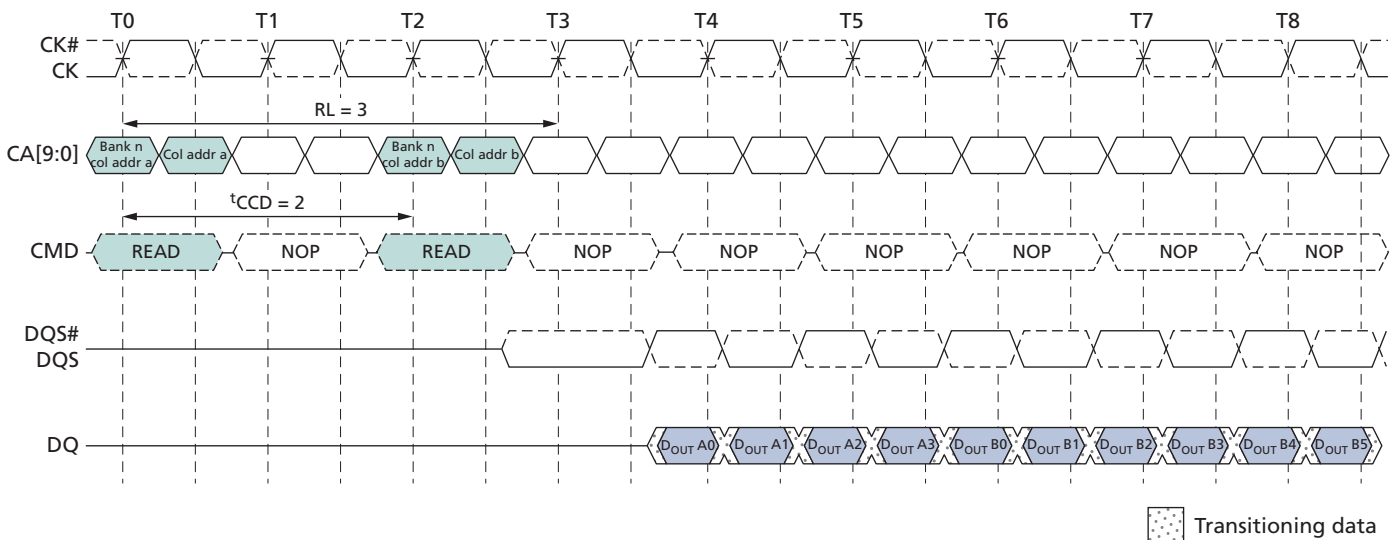 T0 T1 T2 T3 T4 T5 T6 T7 T8
CK#
CK
RL = 3
CA[9:0]
Bank n
col addr a
Col addr a
Bank n
col addr b
Col addr b
tCCD = 2
CMD READ NOP READ NOP NOP NOP NOP NOP NOP
DQS#
DQS
DQ DOUT A0 DOUT A1 DOUT A2 DOUT A3 DOUT B0 DOUT B1 DOUT B2 DOUT B3 DOUT B4 DOUT B5
Transitioning data